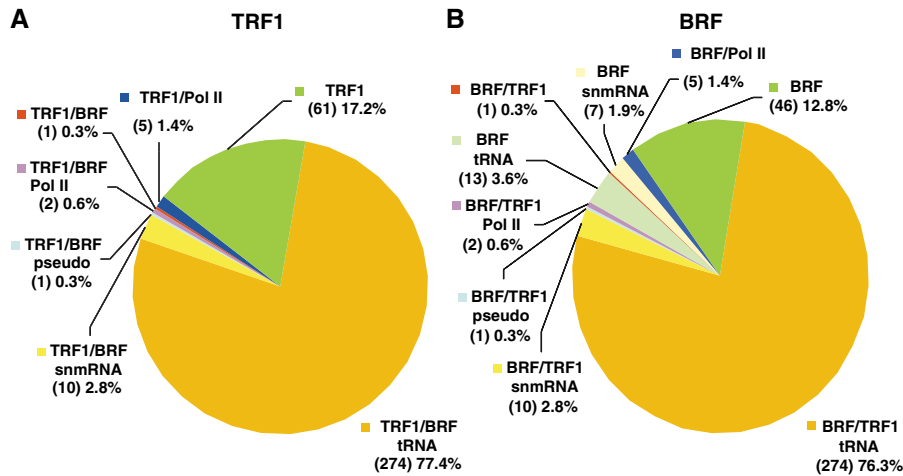 A
TRF1
TRF1
(61) 17.2%
TRF1/Pol II
(5) 1.4%
TRF1/BRF
(1) 0.3%
TRF1/BRF
Pol II
(2) 0.6%
TRF1/BRF
pseudo
(1) 0.3%
TRF1/BRF
snmRNA
(10) 2.8%
TRF1/BRF
tRNA
(274) 77.4%
B
BRF
BRF/Pol II
(5) 1.4%
BRF
(46) 12.8%
BRF
snmRNA
(7) 1.9%
BRF/TRF1
(1) 0.3%
BRF
tRNA
(13) 3.6%
BRF/TRF1
Pol II
(2) 0.6%
BRF/TRF1
pseudo
(1) 0.3%
BRF/TRF1
snmRNA
(10) 2.8%
BRF/TRF1
tRNA
(274) 76.3%